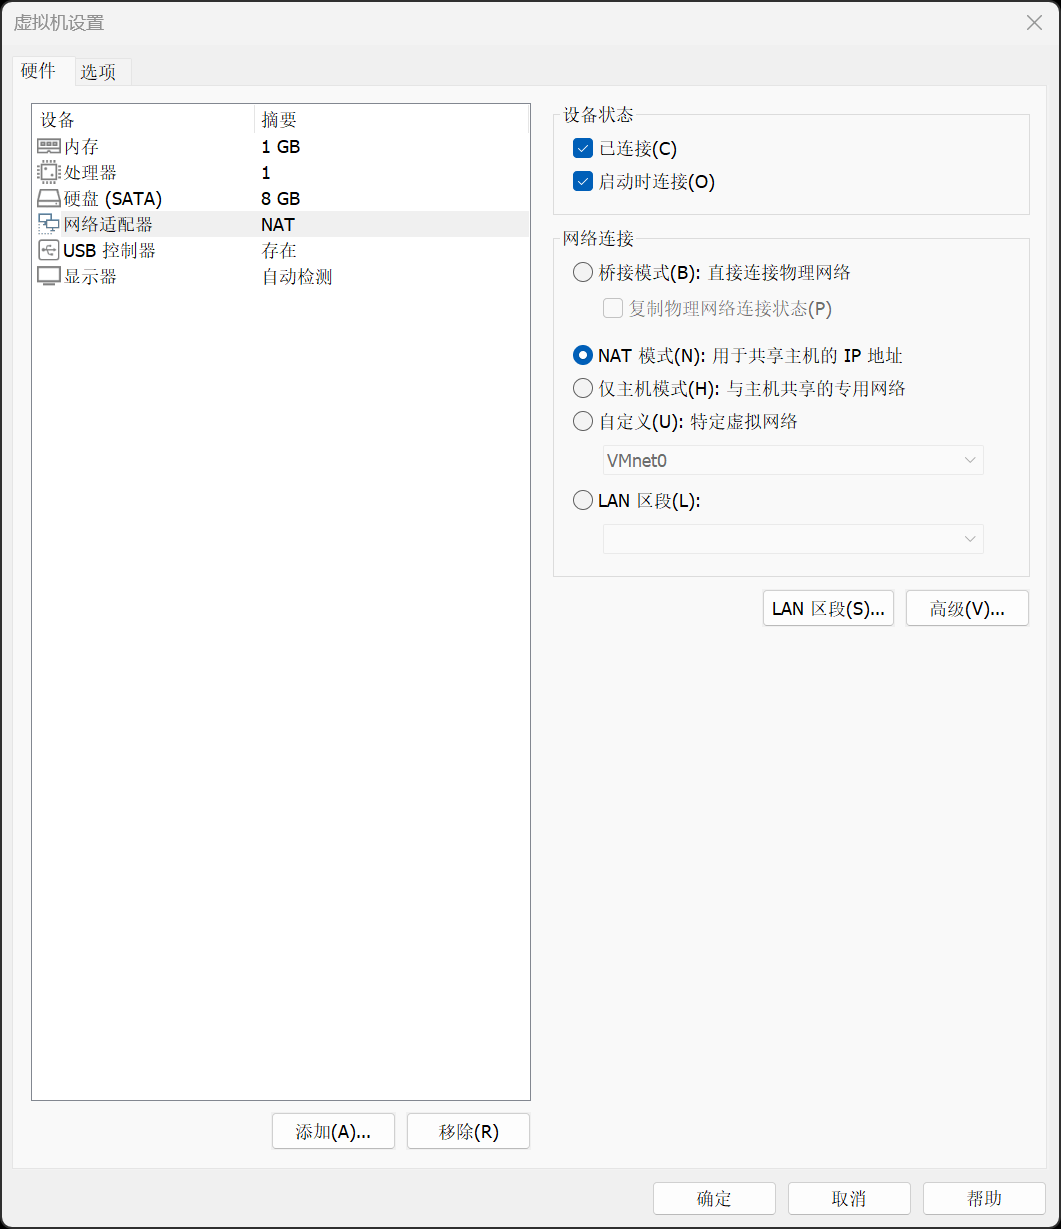 虚拟机设置
硬件 选项
设备 摘要
内存 1 GB
处理器 1
硬盘 (SATA) 8 GB
网络适配器 NAT
USB 控制器 存在
显示器 自动检测
添加(A)... 移除(R)
设备状态
已连接(C)
启动时连接(O)
网络连接
桥接模式(B): 直接连接物理网络
复制物理网络连接状态(P)
NAT 模式(N): 用于共享主机的 IP 地址
仅主机模式(H): 与主机共享的专用网络
自定义(U): 特定虚拟网络
VMnet0
LAN 区段(L):
LAN 区段(S)... 高级(V)...
确定 取消 帮助